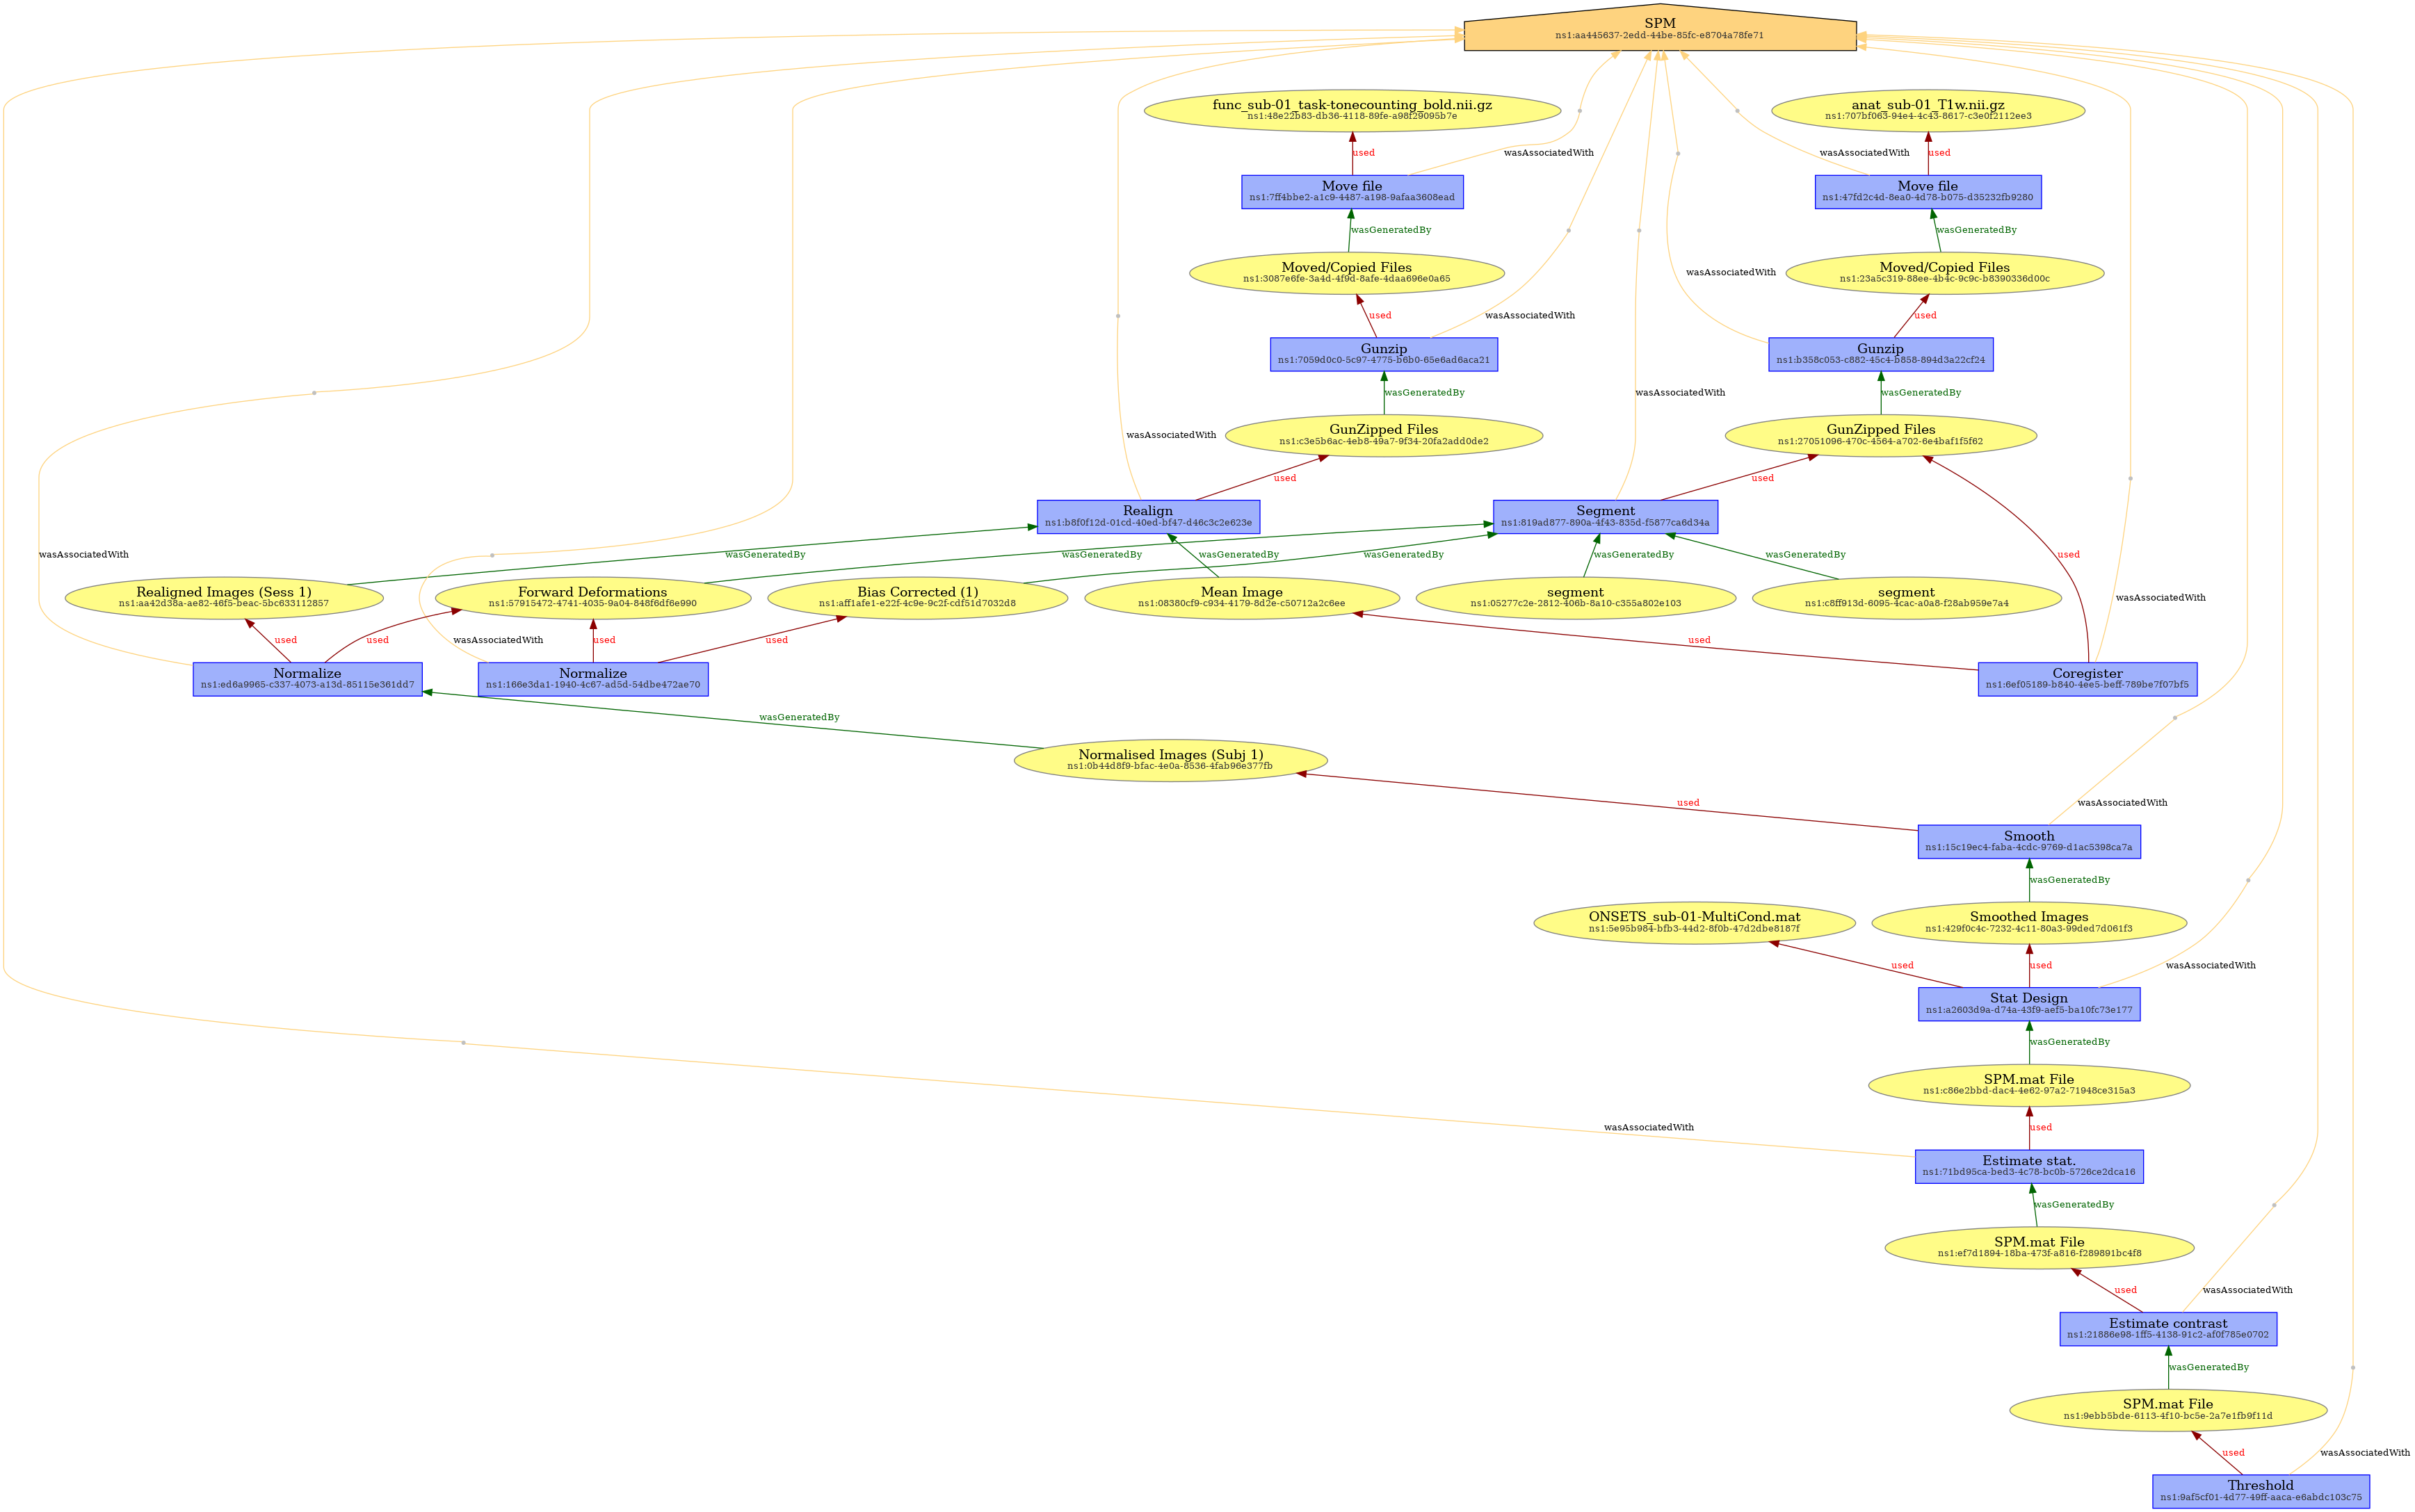 SPM
ns1:aa445637-2edd-44be-85fc-e8704a78fe71
func_sub-01_task-tonecounting_bold.nii.gz
ns1:48e22b83-db36-4118-89fe-a98f29095b7e
anat_sub-01_T1w.nii.gz
ns1:707bf063-94e4-4c43-8617-c3e0f2112ee3
used
wasAssociatedWith
wasAssociatedWith
used
Move file
ns1:7ff4bbe2-a1c9-4487-a198-9afaa3608ead
Move file
ns1:47fd2c4d-8ea0-4d78-b075-d35232fb9280
wasGeneratedBy
wasGeneratedBy
Moved/Copied Files
ns1:3087e6fe-3a4d-4f9d-8afe-4daa696e0a65
wasAssociatedWith
Moved/Copied Files
ns1:23a5c319-88ee-4b4c-9c9c-b8390336d00c
used
wasAssociatedWith
used
Gunzip
ns1:7059d0c0-5c97-4775-b6b0-65e6ad6aca21
Gunzip
ns1:b358c053-c882-45c4-b858-894d3a22cf24
wasGeneratedBy
wasAssociatedWith
wasGeneratedBy
GunZipped Files
ns1:c3e5b6ac-4eb8-49a7-9f34-20fa2add0de2
GunZipped Files
ns1:27051096-470c-4564-a702-6e4baf1f5f62
wasAssociatedWith
used
used
Realign
ns1:b8f0f12d-01cd-40ed-bf47-d46c3c2e623e
Segment
ns1:819ad877-890a-4f43-835d-f5877ca6d34a
wasAssociatedWith
wasGeneratedBy
wasGeneratedBy
wasGeneratedBy
wasGeneratedBy
wasGeneratedBy
wasGeneratedBy
used
Realigned Images (Sess 1)
ns1:aa42d38a-ae82-46f5-beac-5bc633112857
Forward Deformations
ns1:57915472-4741-4035-9a04-848f6df6e990
Bias Corrected (1)
ns1:aff1afe1-e22f-4c9e-9c2f-cdf51d7032d8
Mean Image
ns1:08380cf9-c934-4179-8d2e-c50712a2c6ee
segment
ns1:05277c2e-2812-406b-8a10-c355a802e103
segment
ns1:c8ff913d-6095-4cac-a0a8-f28ab959e7a4
wasAssociatedWith
used
used
wasAssociatedWith
used
used
used
Normalize
ns1:ed6a9965-c337-4073-a13d-85115e361dd7
Normalize
ns1:166e3da1-1940-4c67-ad5d-54dbe472ae70
Coregister
ns1:6ef05189-b840-4ee5-beff-789be7f07bf5
wasGeneratedBy
Normalised Images (Subj 1)
ns1:0b44d8f9-bfac-4e0a-8536-4fab96e377fb
used
wasAssociatedWith
Smooth
ns1:15c19ec4-faba-4cdc-9769-d1ac5398ca7a
wasGeneratedBy
ONSETS_sub-01-MultiCond.mat
ns1:5e95b984-bfb3-44d2-8f0b-47d2dbe8187f
Smoothed Images
ns1:429f0c4c-7232-4c11-80a3-99ded7d061f3
used
used
wasAssociatedWith
Stat Design
ns1:a2603d9a-d74a-43f9-aef5-ba10fc73e177
wasGeneratedBy
SPM.mat File
ns1:c86e2bbd-dac4-4e62-97a2-71948ce315a3
wasAssociatedWith
used
Estimate stat.
ns1:71bd95ca-bed3-4c78-bc0b-5726ce2dca16
wasGeneratedBy
SPM.mat File
ns1:ef7d1894-18ba-473f-a816-f289891bc4f8
used
wasAssociatedWith
Estimate contrast
ns1:21886e98-1ff5-4138-91c2-af0f785e0702
wasGeneratedBy
SPM.mat File
ns1:9ebb5bde-6113-4f10-bc5e-2a7e1fb9f11d
used
wasAssociatedWith
Threshold
ns1:9af5cf01-4d77-49ff-aaca-e6abdc103c75